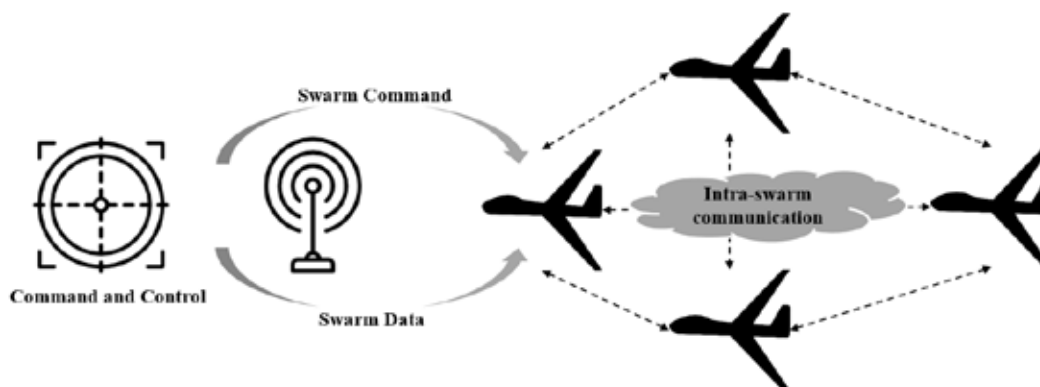 Swarm Command
Intra-swarm
communication
Command and Control
Swarm Data